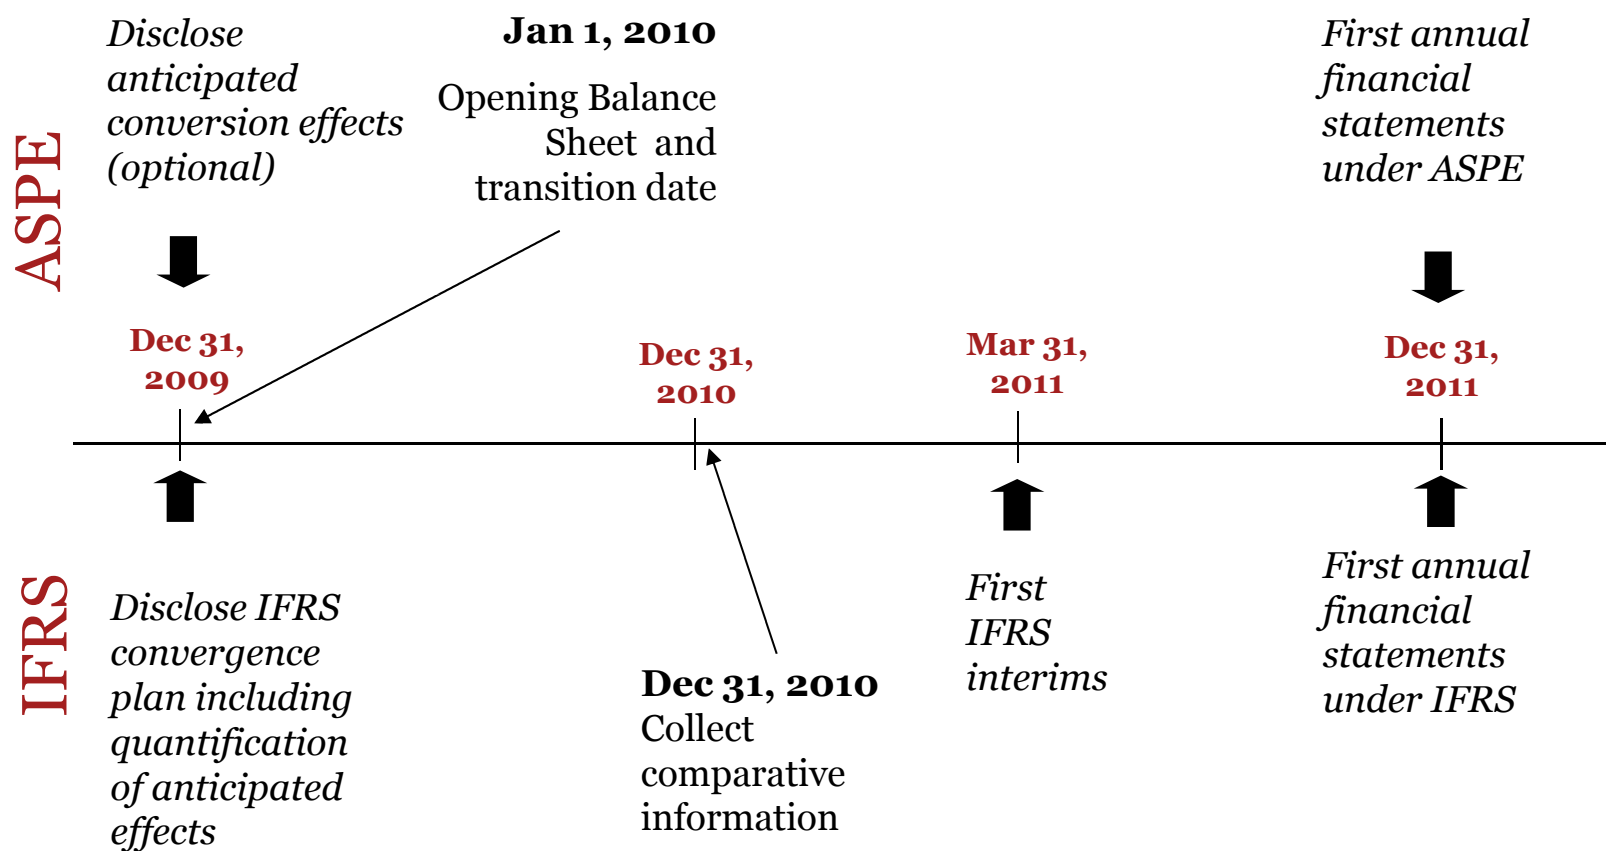 ASPE
Disclose
anticipated
conversion effects
(optional)
Jan 1, 2010
Opening Balance
Sheet and
transition date
First annual
financial
statements
under ASPE
Dec 31,
2009
Dec 31,
2010
Mar 31,
2011
Dec 31,
2011
IFRS
Disclose IFRS
convergence
plan including
quantification
of anticipated
effects
Dec 31, 2010
Collect
comparative
information
First
IFRS
interims
First annual
financial
statements
under IFRS